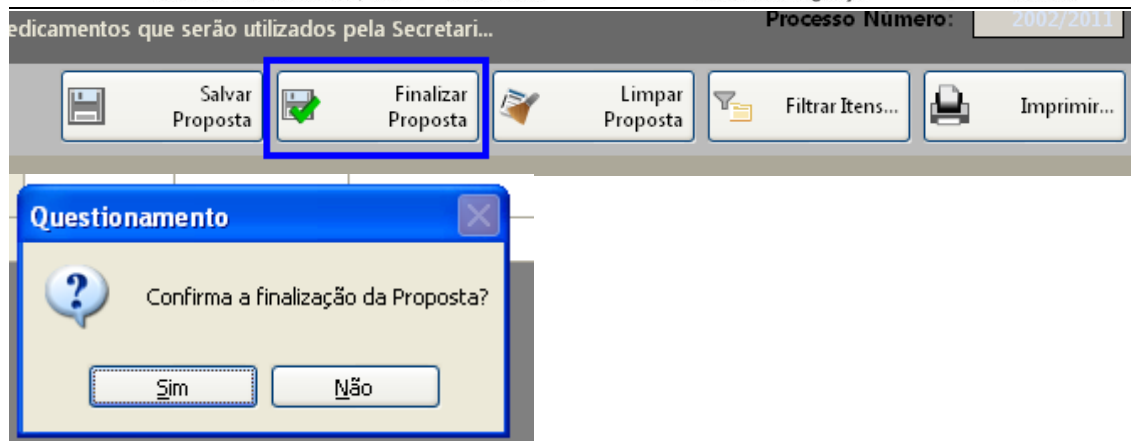 edicamentos que serão utilizados pela Secretari...
Processo Número: 2002/2011
Salvar
Proposta
Finalizar
Proposta
Limpar
Proposta
Filtrar Itens...
Imprimir...
Questionamento
Confirma a finalização da Proposta?
Sim
Não